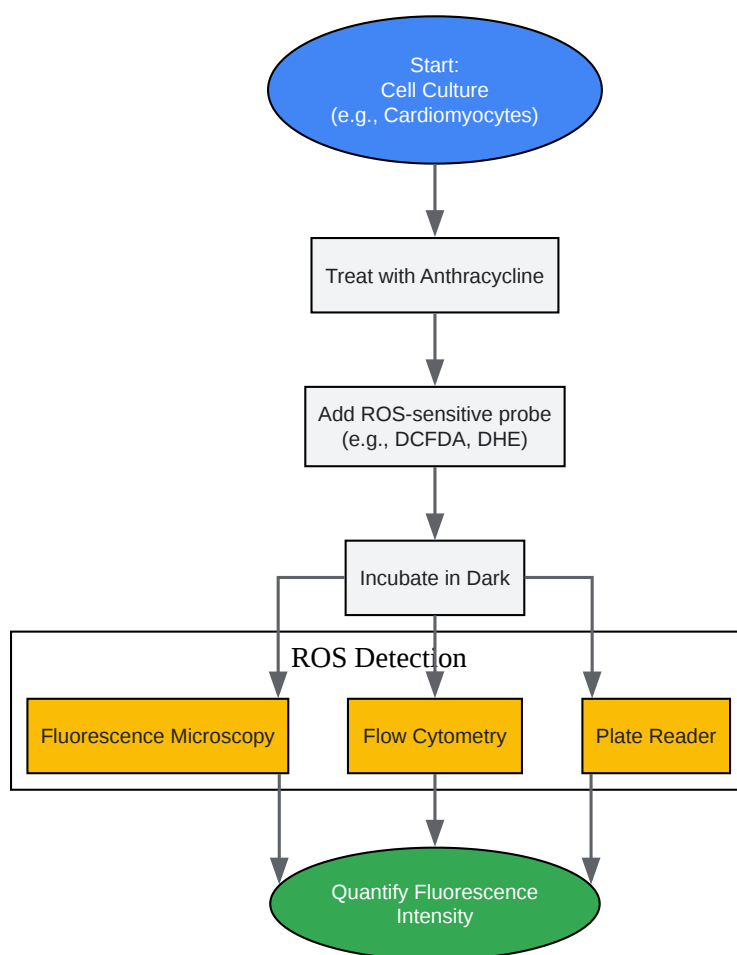 Start:
Cell Culture
(e.g., Cardiomyocytes)
Treat with Anthracycline
Add ROS-sensitive probe
(e.g., DCFDA, DHE)
Incubate in Dark
ROS Detection
Fluorescence Microscopy
Flow Cytometry
Plate Reader
Quantify Fluorescence
Intensity